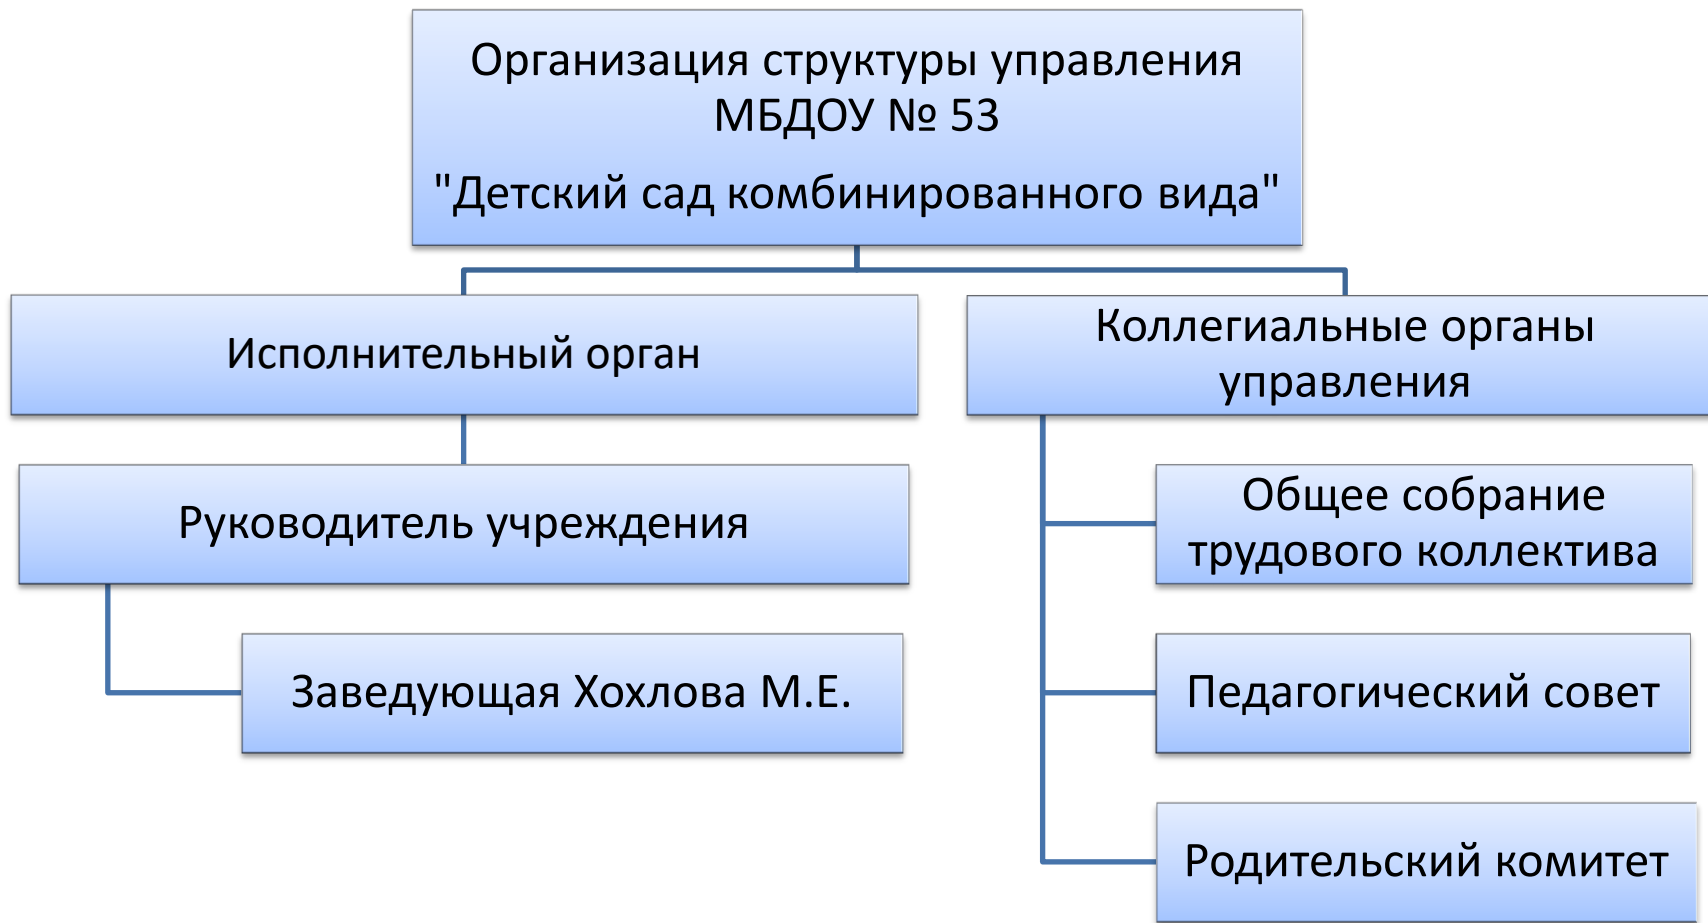 Организация структуры управления
МБДОУ № 53
"Детский сад комбинированного вида"
Исполнительный орган
Руководитель учреждения
Заведующая Хохлова М.Е.
Коллегиальные органы
управления
Общее собрание
трудового коллектива
Педагогический совет
Родительский комитет